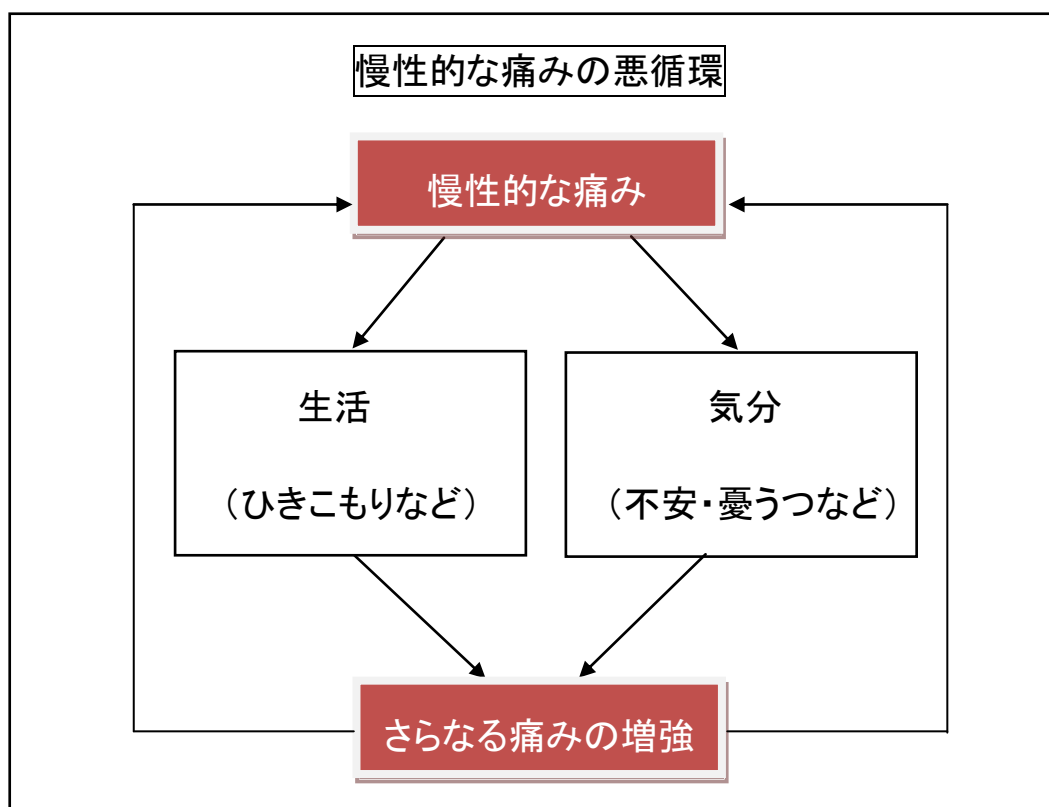 慢性的な痛みの悪循環
慢性的な痛み
生活
（ひきこもりなど）
気分
（不安・憂うつなど）
さらなる痛みの増強